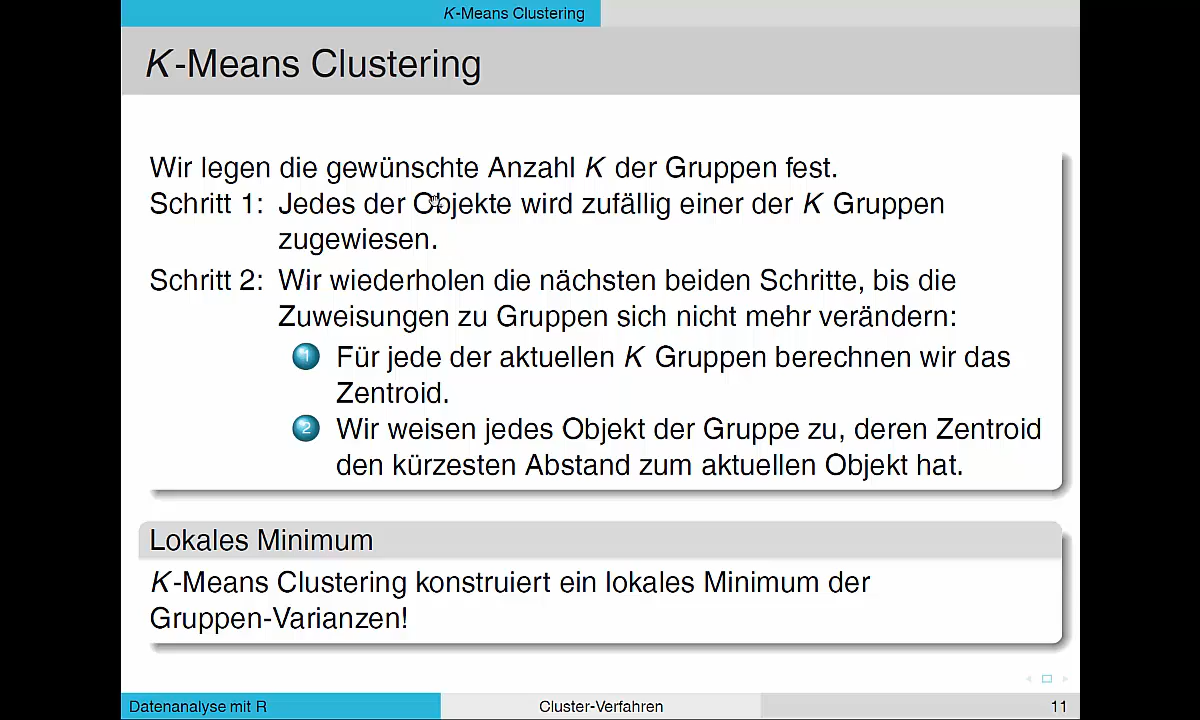 K-Means Clustering
K-Means Clustering
Wir legen die gewünschte Anzahl K der Gruppen fest.
Schritt 1: Jedes der Objekte wird zufällig einer der K Gruppen
zugewiesen.
Schritt 2: Wir wiederholen die nächsten beiden Schritte, bis die
Zuweisungen zu Gruppen sich nicht mehr verändern:
1 Für jede der aktuellen K Gruppen berechnen wir das
Zentroid.
2 Wir weisen jedes Objekt der Gruppe zu, deren Zentroid
den kürzesten Abstand zum aktuellen Objekt hat.
Lokales Minimum
K-Means Clustering konstruiert ein lokales Minimum der
Gruppen-Varianzen!
Datenanalyse mit R Cluster-Verfahren 11